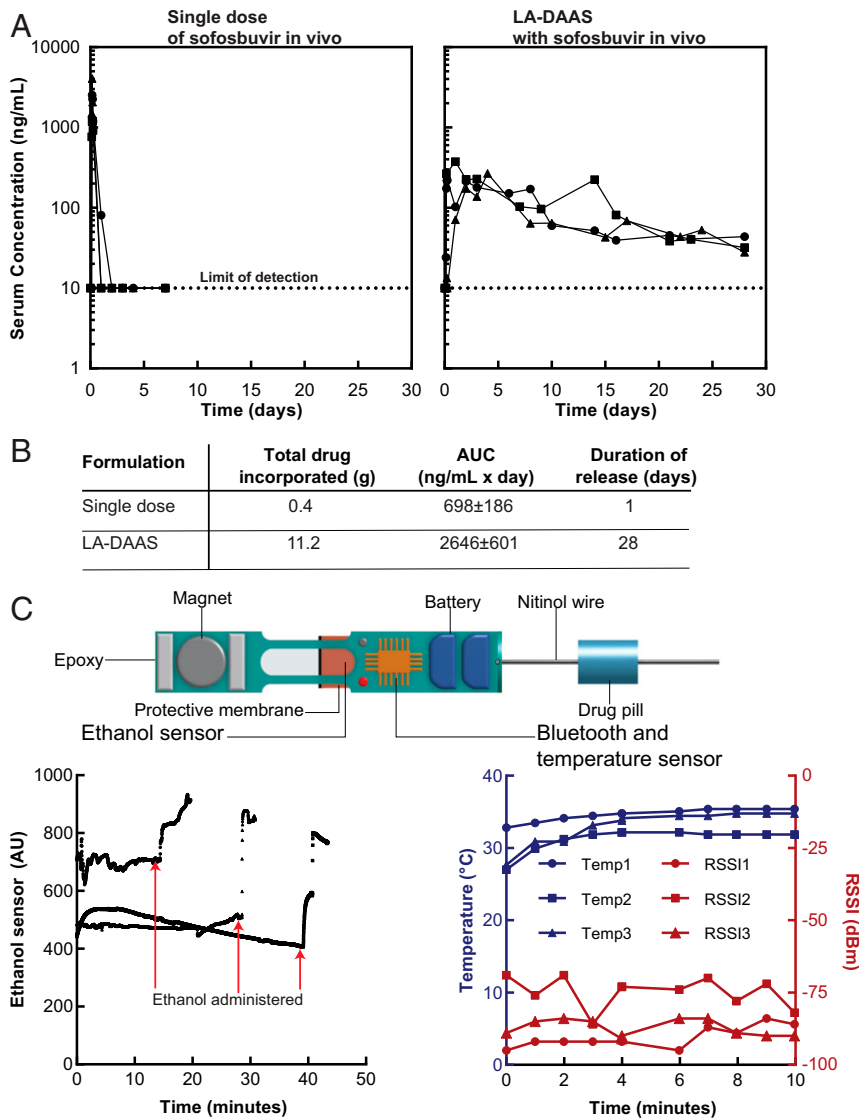 A
Single dose
of sofosbuvir in vivo
LA-DAAS
with sofosbuvir in vivo
Serum Concentration (ng/mL)
10000
1000
100
10
1
Limit of detection
0 5 10 15 20 25 30
0 5 10 15 20 25 30
Time (days)
Time (days)
B
Formulation Total drug incorporated (g) AUC (ng/mL x day) Duration of release (days)
Single dose 0.4 698±186 1
LA-DAAS 11.2 2646±601 28
C
Magnet
Battery
Nitinol wire
Epoxy
Protective membrane
Drug pill
Ethanol sensor
Bluetooth and
temperature sensor
Ethanol sensor (AU)
1000
800
600
400
200
0
Ethanol administered
0 10 20 30 40 50
Time (minutes)
Temperature (°C)
40
30
20
10
0
Temp1 RSSI1
Temp2 RSSI2
Temp3 RSSI3
0
-25
-50
-75
-100
RSSI (dBm)
0 2 4 6 8 10
Time (minutes)